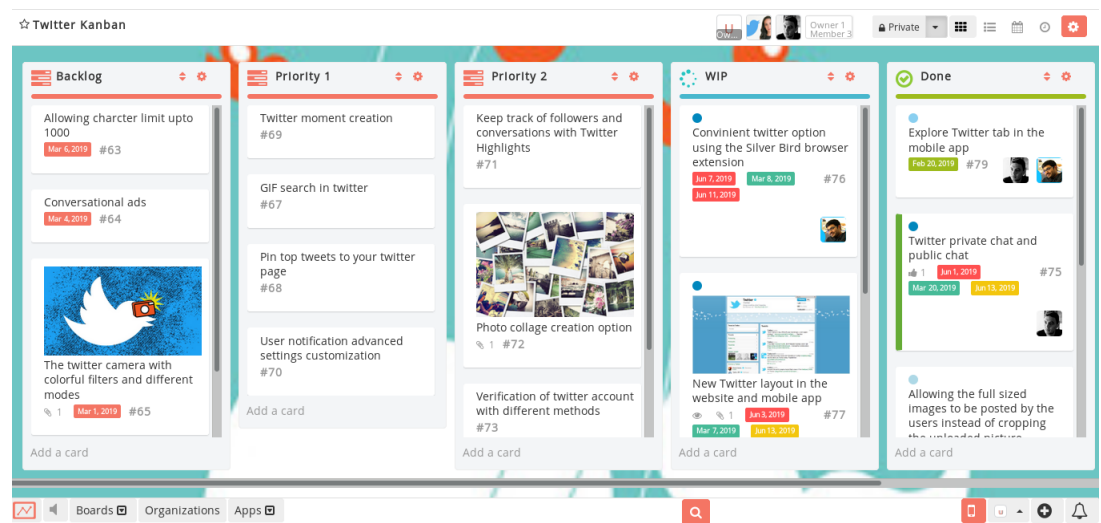 Twitter Kanban
U
Ow...
Owner 1
Member 3
Private
Backlog
Allowing charcter limit upto
1000
Mar 6, 2019 #63
Conversational ads
Mar 4, 2019 #64
The twitter camera with
colorful filters and different
modes
1 Mar 1, 2019 #65
Add a card
Priority 1
Twitter moment creation
#69
GIF search in twitter
#67
Pin top tweets to your twitter
page
#68
User notification advanced
settings customization
#70
Add a card
Priority 2
Keep track of followers and
conversations with Twitter
Highlights
#71
Photo collage creation option
1 #72
Verification of twitter account
with different methods
#73
Add a card
WIP
Convinient twitter option
using the Silver Bird browser
extension
Jun 7, 2019 Mar 8, 2019 #76
Jun 11, 2019
New Twitter layout in the
website and mobile app
1 Jun 3, 2019 #77
Mar 7, 2019 Jun 13, 2019
Add a card
Done
Explore Twitter tab in the
mobile app
Feb 20, 2019 #79
Twitter private chat and
public chat
1 Jun 1, 2019 #75
Mar 20, 2019 Jun 13, 2019
Allowing the full sized
images to be posted by the
users instead of cropping
the uploaded picture
Add a card
Boards Organizations Apps
u